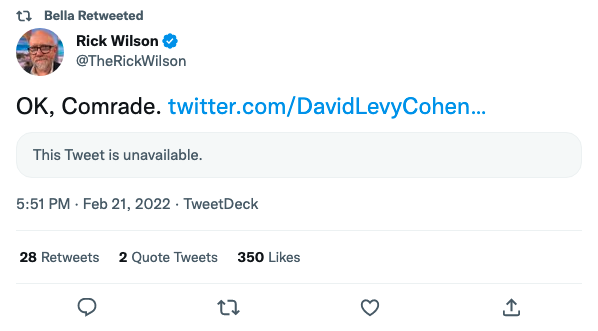 Bella Retweeted
Rick Wilson
@TheRickWilson
OK, Comrade. twitter.com/DavidLevyCohen...
This Tweet is unavailable.
5:51 PM · Feb 21, 2022 · TweetDeck
28 Retweets 2 Quote Tweets 350 Likes